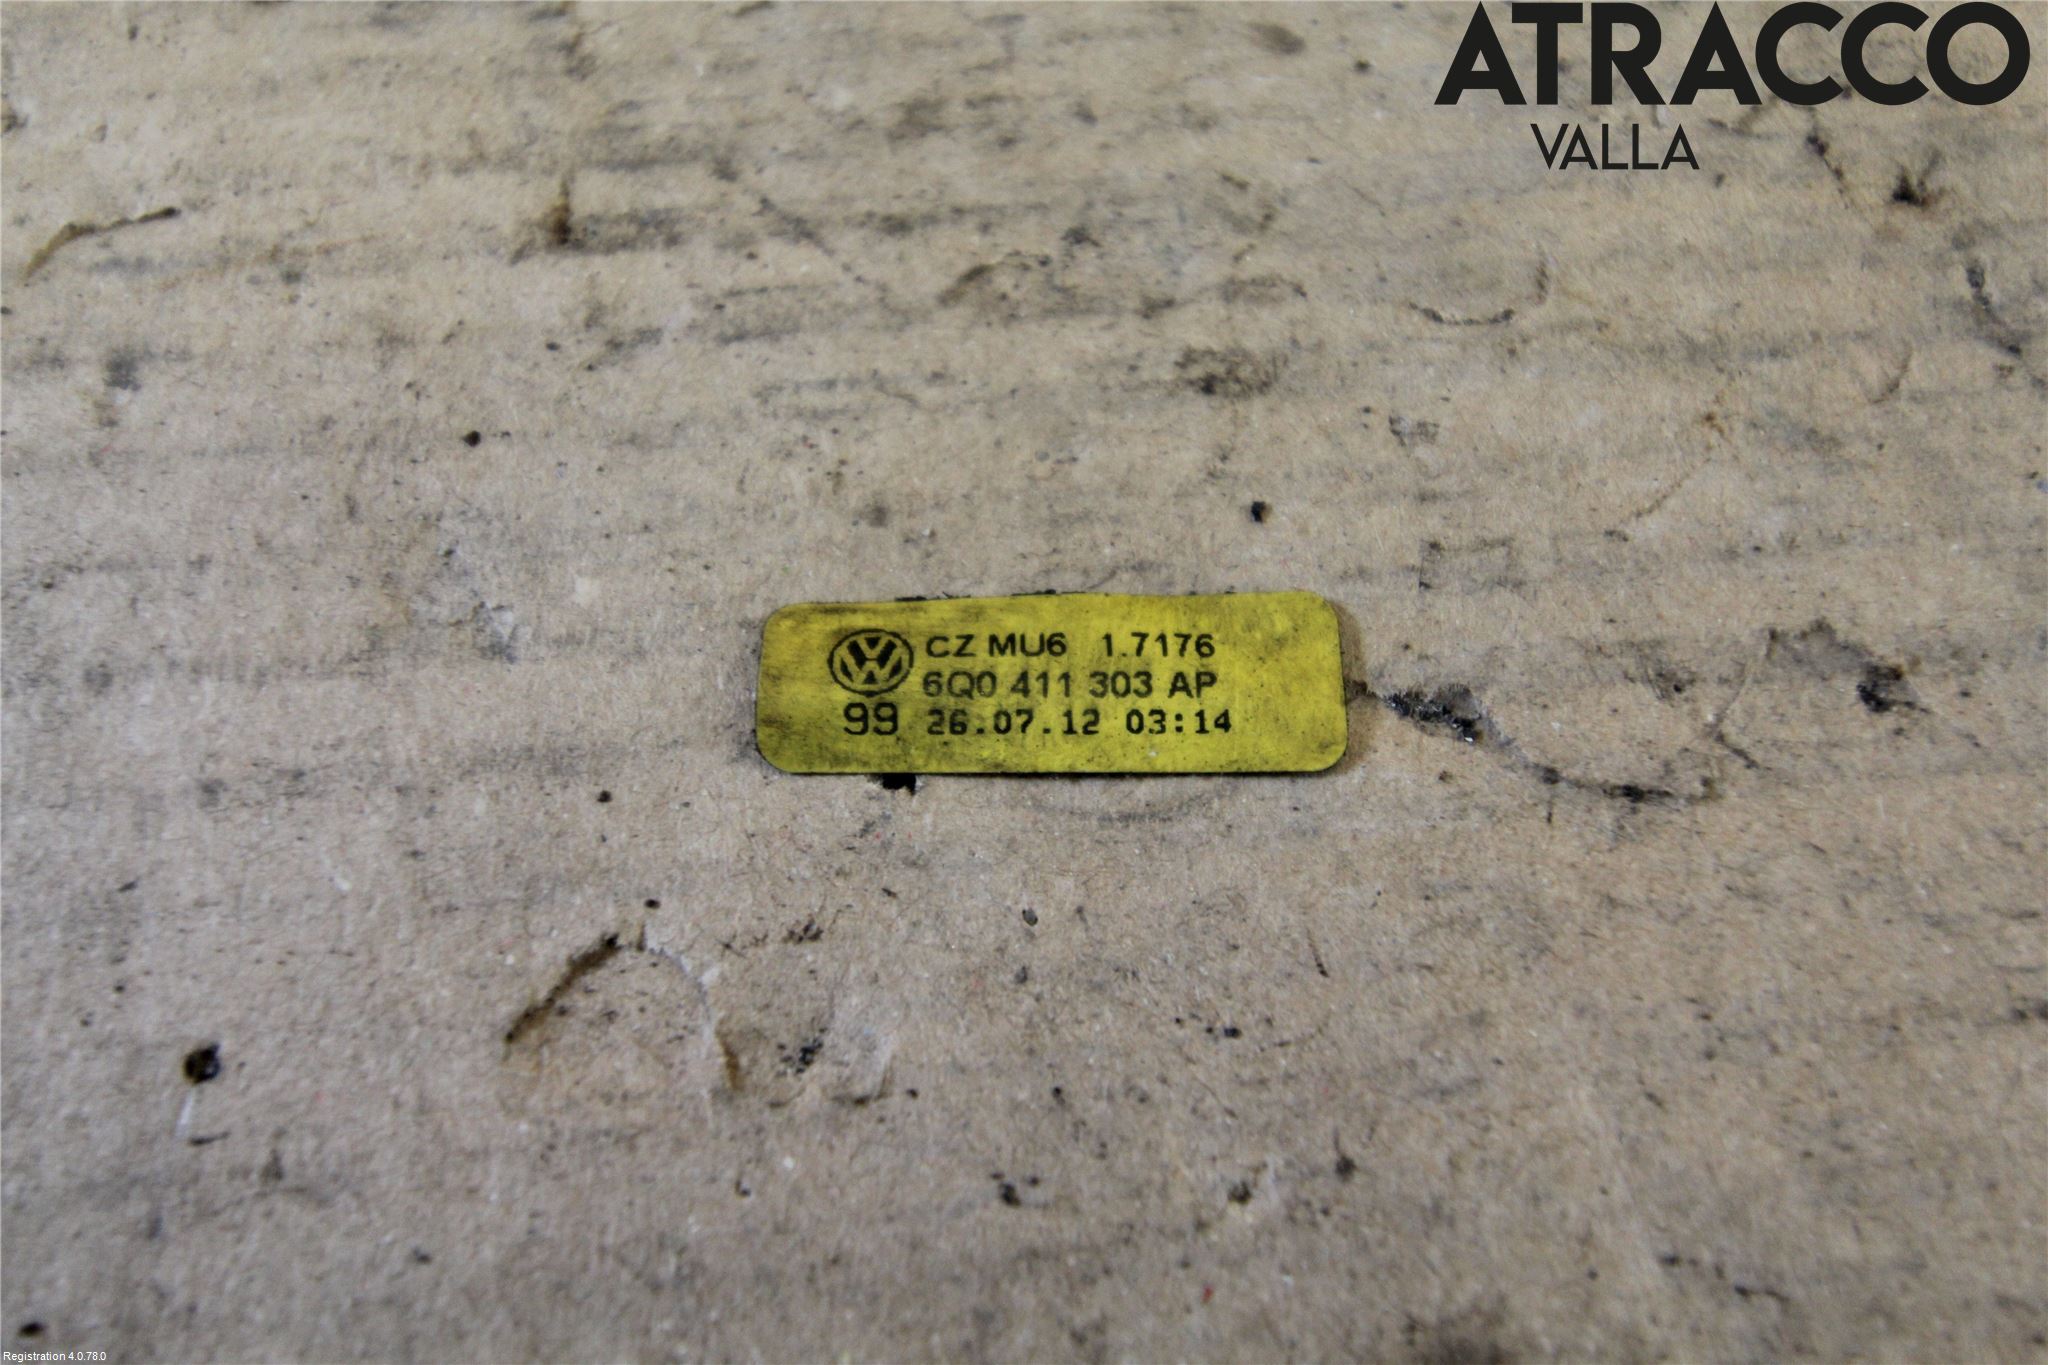 ATRACCO
VALLA
VW CZ MU6 1.7176
6Q0 411 303 AP
99 26.07.12 03:14
Registration 4.0.78.0